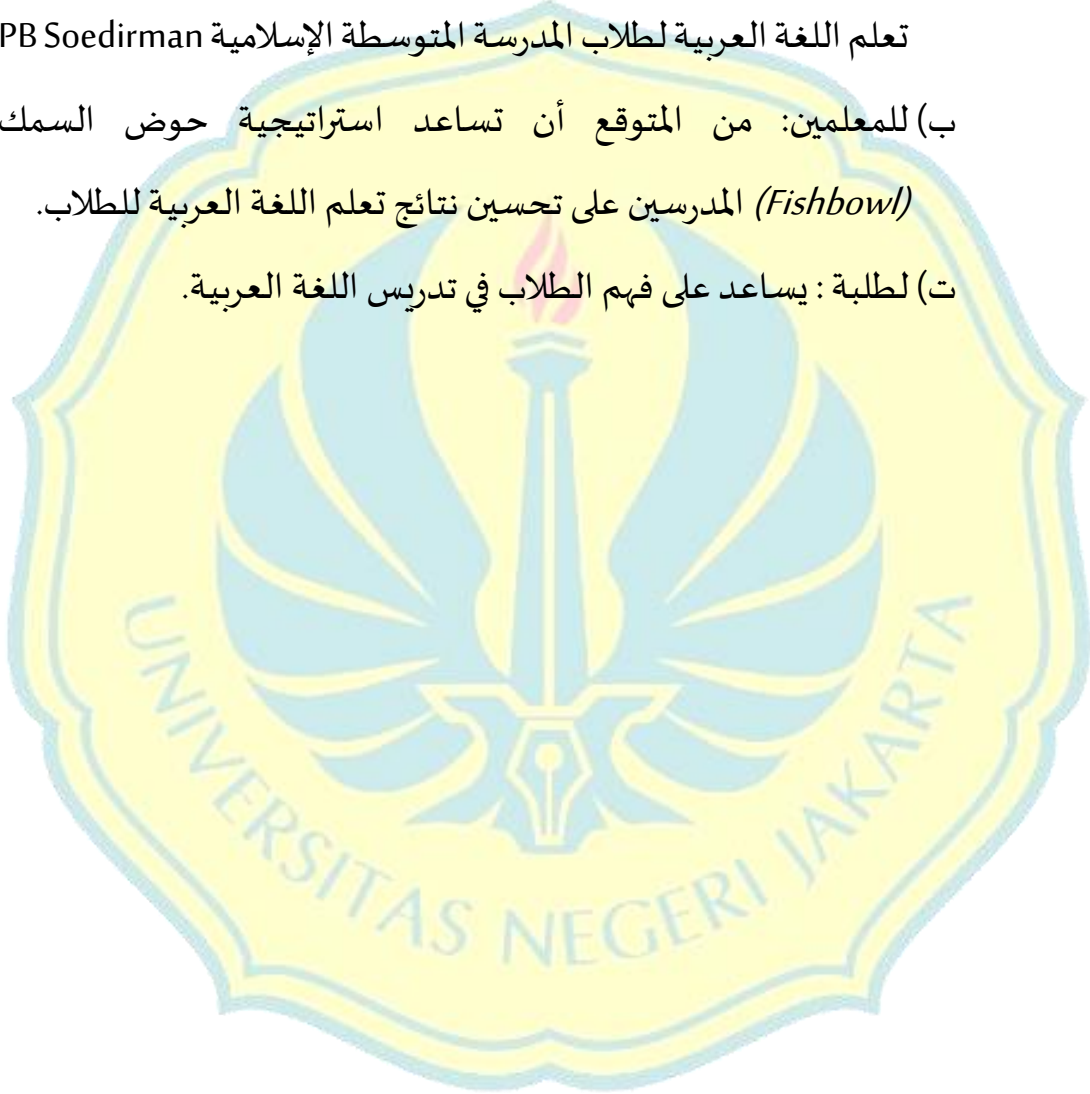 تعلم اللغة العربية لطلاب المدرسة المتوسطة الإسلامية PB Soedirman
ب) للمعلمين: من المتوقع أن تساعد استراتيجية حوض السمك
(Fishbowl) المدرسين على تحسين نتائج تعلم اللغة العربية للطلاب.
ت) لطلبة : يساعد على فهم الطلاب في تدريس اللغة العربية.
UNIVERSITAS NEGERI JAKARTA